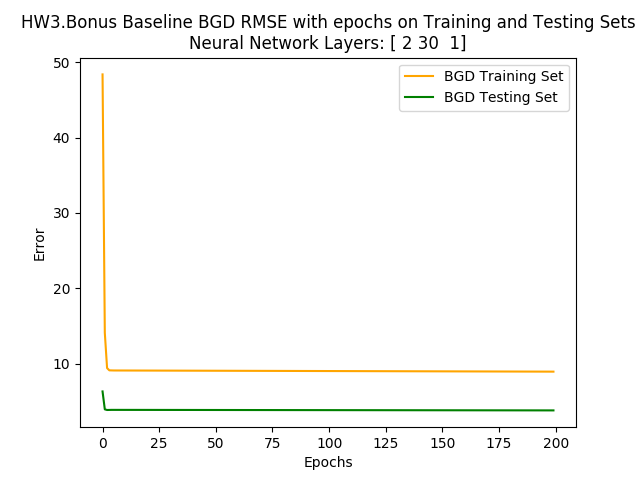 HW3.Bonus Baseline BGD RMSE with epochs on Training and Testing Sets
Neural Network Layers: [ 2 30  1]
BGD Training Set
BGD Testing Set
50
40
30
20
10
Error
0
25
50
75
100
125
150
175
200
Epochs